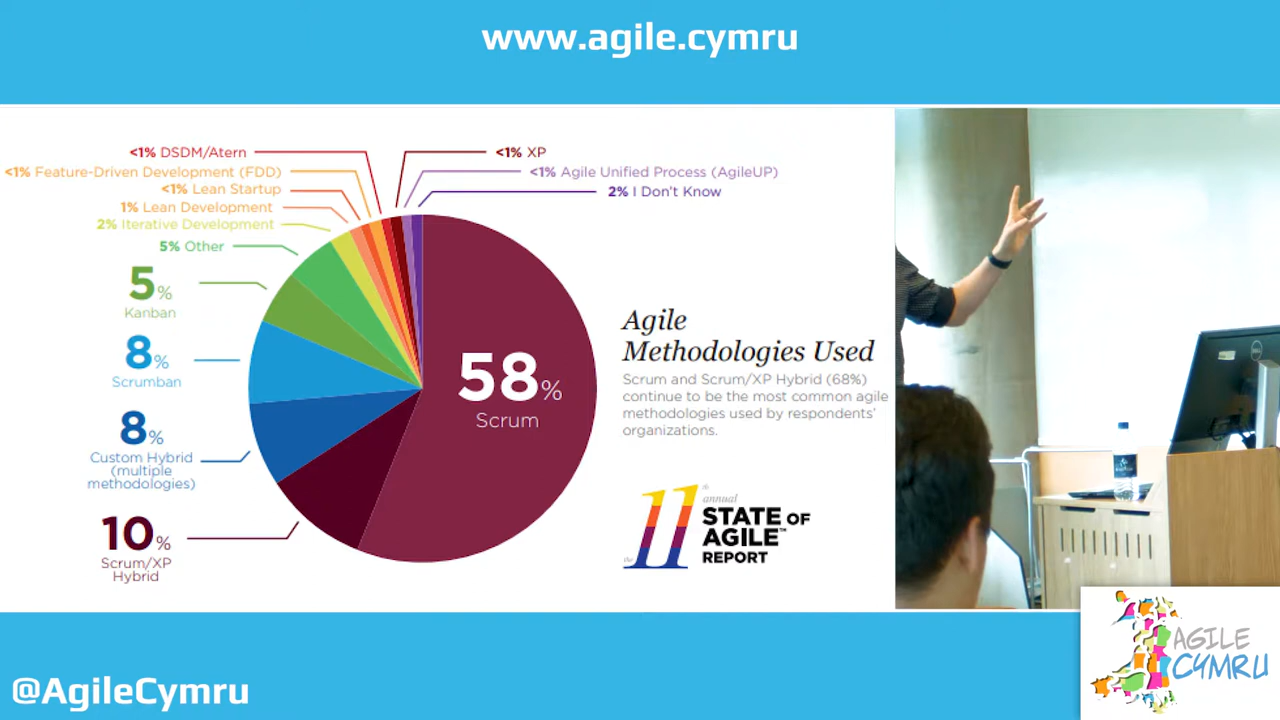 www.agile.cymru
<1% DSDM/Atern
<1% Feature-Driven Development (FDD)
<1% Lean Startup
1% Lean Development
2% Iterative Development
5% Other
5%
Kanban
8%
Scrumban
8%
Custom Hybrid
(multiple
methodologies)
10%
Scrum/XP
Hybrid
<1% XP
<1% Agile Unified Process (AgileUP)
2% I Don't Know
58%
Scrum
Agile
Methodologies Used
Scrum and Scrum/XP Hybrid (68%)
continue to be the most common agile
methodologies used by respondents'
organizations.
the 11th annual
STATE OF
AGILE™
REPORT
DELL
@AgileCymru
AGILE
CYMRU